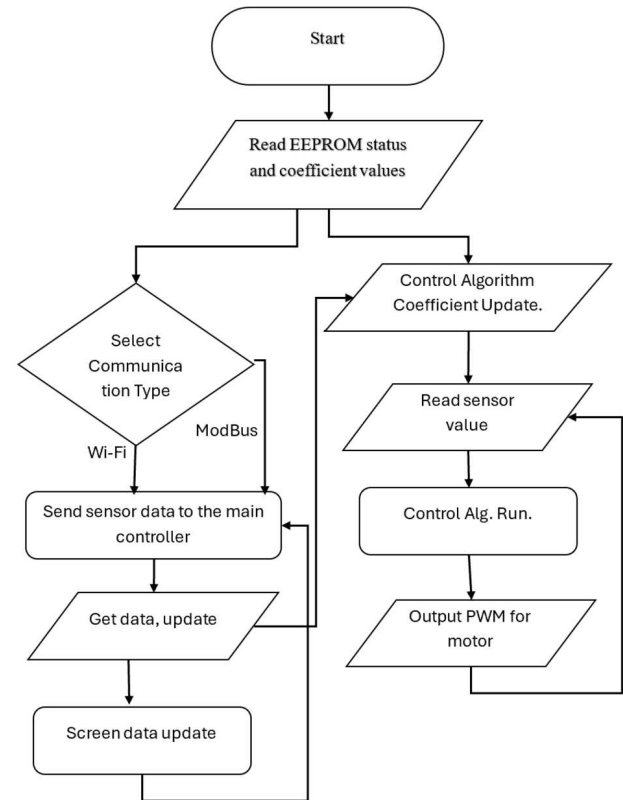 Start
Read EEPROM status
and coefficient values
Control Algorithm
Coefficient Update.
Select
Communica
tion Type
Read sensor
value
ModBus
Wi-Fi
Send sensor data to the main
controller
Control Alg. Run.
Get data, update
Output PWM for
motor
Screen data update